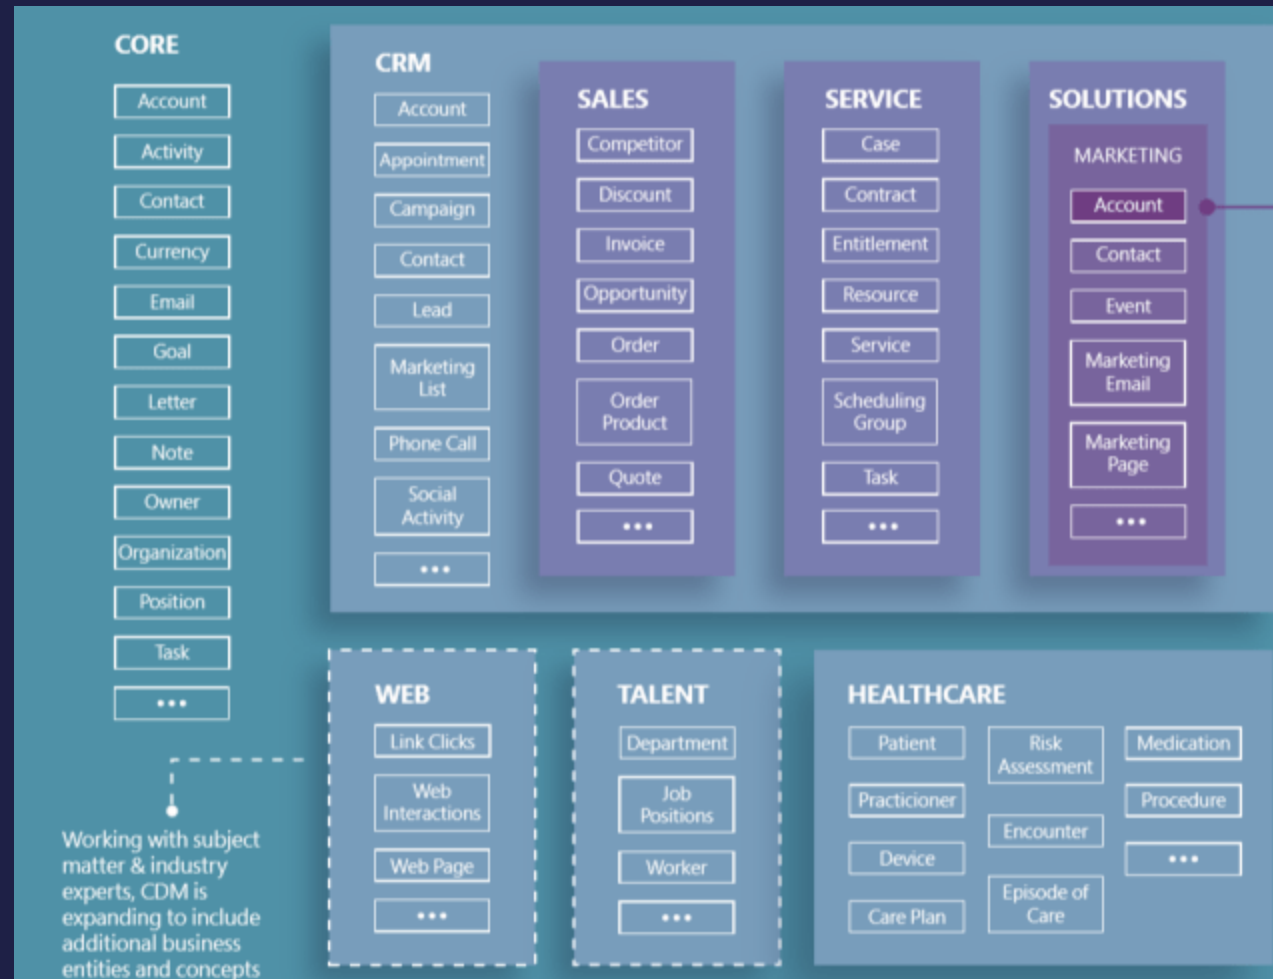 CORE
Account
Activity
Contact
Currency
Email
Goal
Letter
Note
Owner
Organization
Position
Task
•••
CRM
Account
Appointment
Campaign
Contact
Lead
Marketing
List
Phone Call
Social
Activity
•••
SALES
Competitor
Discount
Invoice
Opportunity
Order
Order
Product
Quote
•••
SERVICE
Case
Contract
Entitlement
Resource
Service
Scheduling
Group
Task
•••
SOLUTIONS
MARKETING
Account
Contact
Event
Marketing
Email
Marketing
Page
•••
WEB
Link Clicks
Web
Interactions
Web Page
•••
TALENT
Department
Job
Positions
Worker
•••
HEALTHCARE
Patient
Practicioner
Device
Care Plan
Risk
Assessment
Encounter
Episode of
Care
Medication
Procedure
•••
Working with subject
matter & industry
experts, CDM is
expanding to include
additional business
entities and concepts